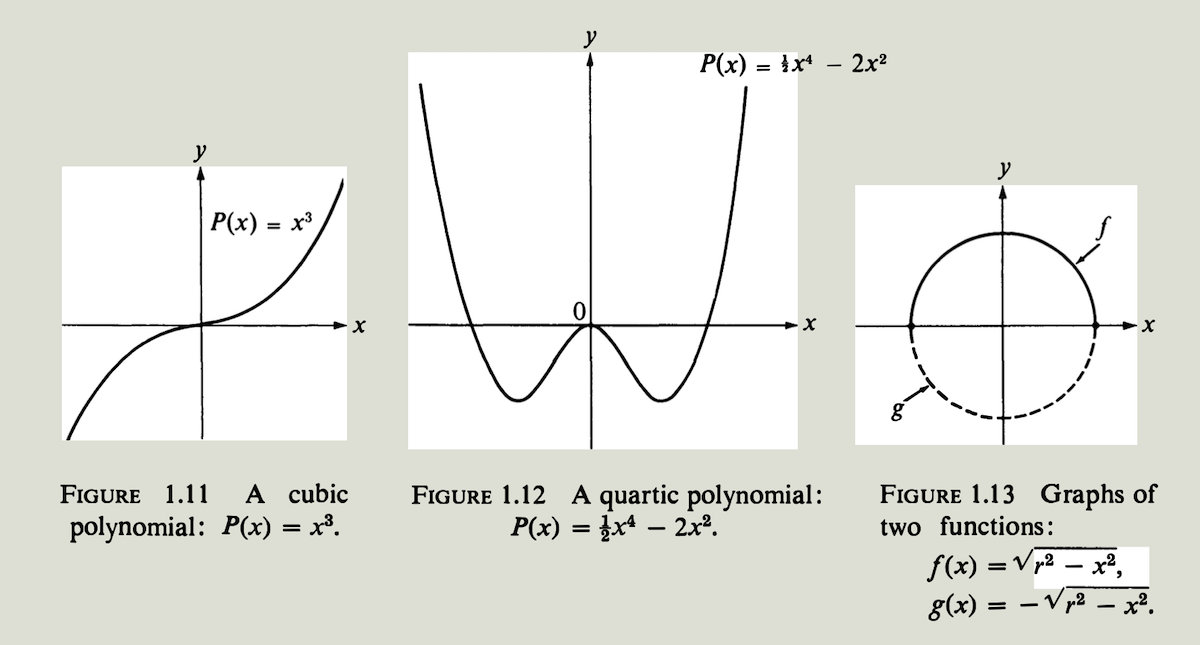 y
P(x) = x³
x
FIGURE 1.11 A cubic
polynomial: P(x) = x³.
y
P(x) = ½x⁴ − 2x²
0
x
FIGURE 1.12 A quartic polynomial:
P(x) = ½x⁴ − 2x².
y
f
x
g
FIGURE 1.13 Graphs of
two functions:
f(x) = √r² − x²,
g(x) = −√r² − x².